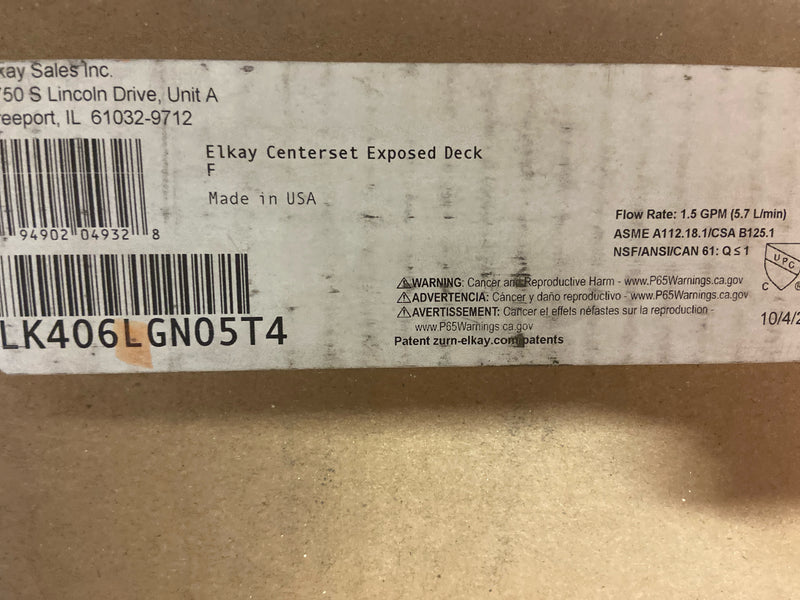 kay Sales Inc.
750 S Lincoln Drive, Unit A
reeport, IL 61032-9712
Elkay Centerset Exposed Deck
F
Made in USA
94902 04932 8
Flow Rate: 1.5 GPM (5.7 L/min)
ASME A112.18.1/CSA B125.1
NSF/ANSI/CAN 61: Q ≤ 1
UPC
C ®
WARNING: Cancer and Reproductive Harm - www.P65Warnings.ca.gov
ADVERTENCIA: Cáncer y daño reproductivo - www.P65Warnings.ca.gov
AVERTISSEMENT: Cancer et effets néfastes sur la reproduction -
www.P65Warnings.ca.gov
Patent zurn-elkay.com/patents
10/4/2
LK406LGN05T4